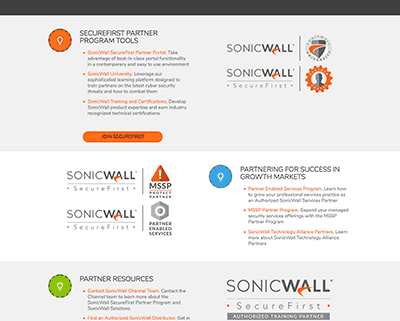 SECUREFIRST PARTNER
PROGRAM TOOLS
SonicWall SecureFirst Partner Portal. Take
advantage of best-in-class portal functionality
in a contemporary and easy to use environment
SonicWall University. Leverage our
sophisticated learning platform designed to
train partners on the latest cyber security
threats and how to combat them
SonicWall Training and Certifications. Develop
SonicWall product expertise and earn industry
recognized technical certifications
JOIN SECUREFIRST
SONICWALL
SONICWALL
SecureFirst
SONICWALL
SecureFirst
MSSP
PROTECT
PARTNER
SONICWALL
SecureFirst
PARTNER
ENABLED
SERVICES
PARTNERING FOR SUCCESS IN
GROWTH MARKETS
Partner Enabled Services Program. Learn how
to grow your professional services practice as
an Authorized SonicWall Services Partner
MSSP Partner Program. Expand your managed
security services offerings with the MSSP
Partner Program
SonicWall Technology Alliance Partners. Learn
more about SonicWall Technology Alliance
Partners
PARTNER RESOURCES
Contact SonicWall Channel Team. Contact the
Channel team to learn more about the
SonicWall SecureFirst Partner Program and
SonicWall Solutions
Find an Authorized SonicWall Distributor. Get in
SONICWALL
SecureFirst
AUTHORIZED TRAINING PARTNER